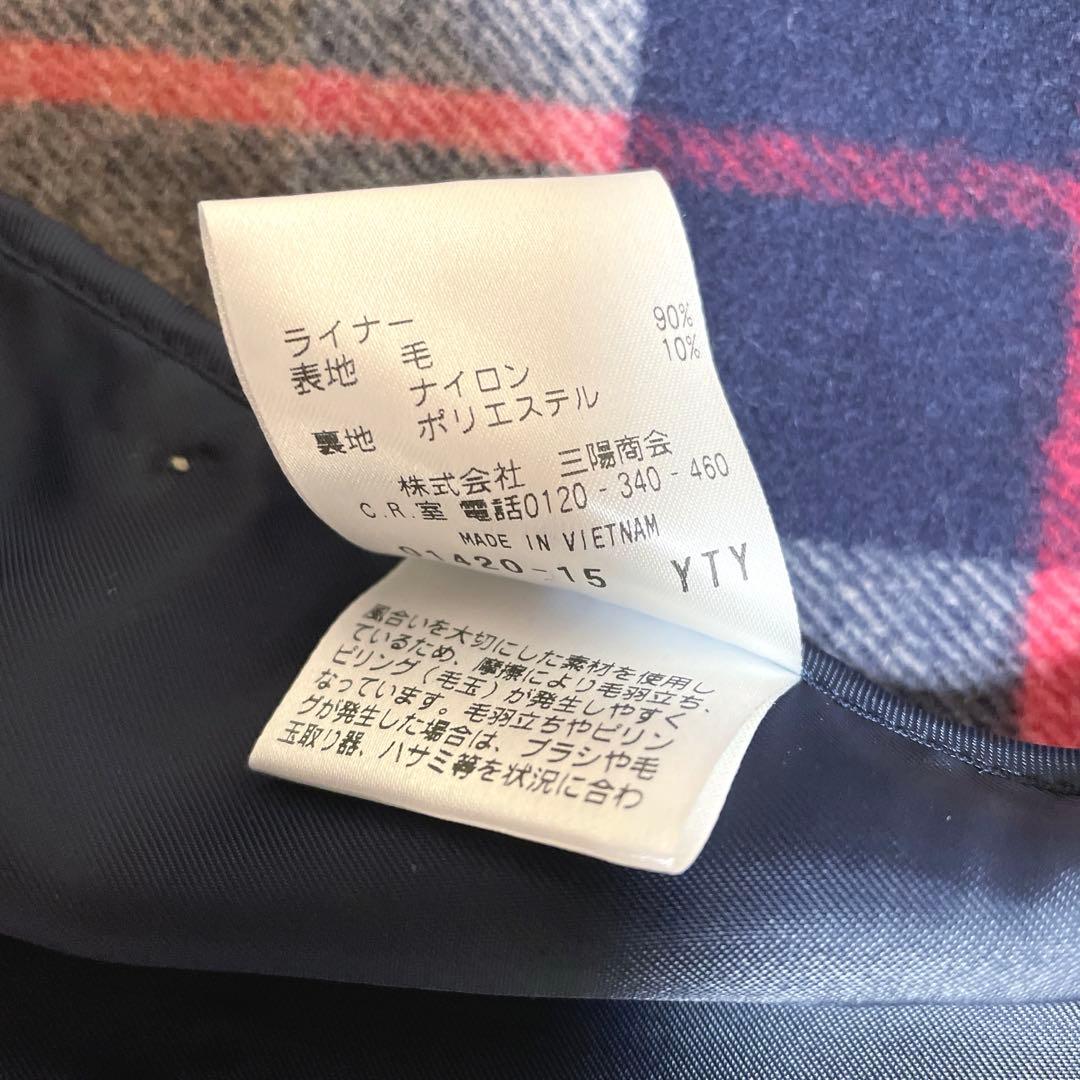 ライナー
表地 毛 90%
ナイロン 10%
裏地 ポリエステル
株式会社 三陽商会
C.R.室 電話0120-340-460
MADE IN VIETNAM
01420-15 YTY
風合いを大切にした素材を使用し
ているため、摩擦により毛羽立ち、
ピリング(毛玉)が発生しやすく
なっています。毛羽立ちやピリン
グが発生した場合は、ブラシや毛
玉取り器、ハサミ等を状況に合わ